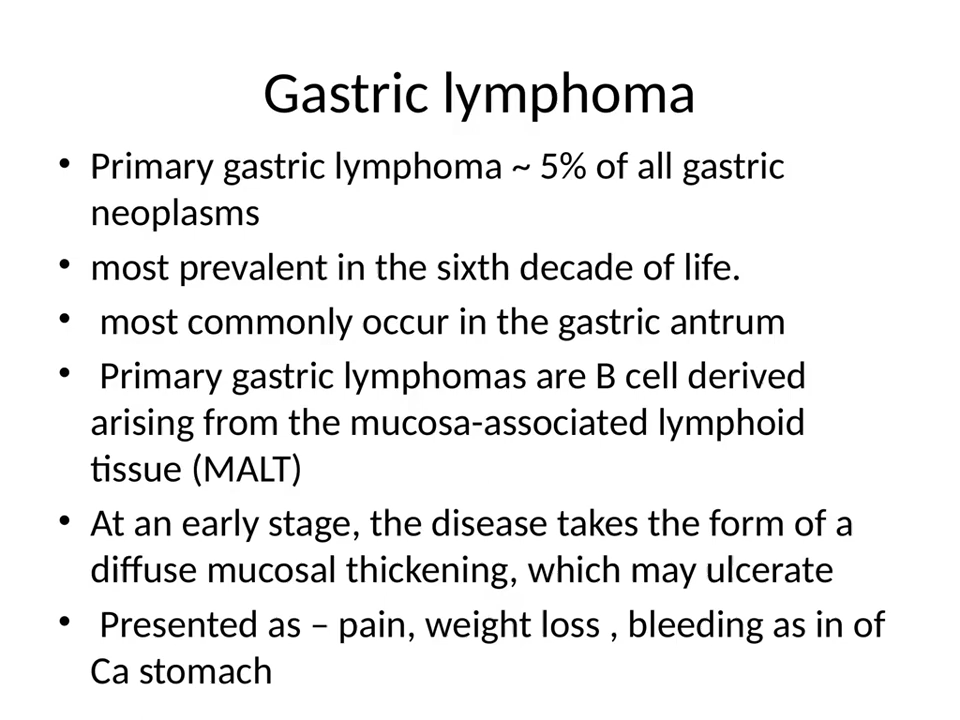 Gastric lymphoma
• Primary gastric lymphoma ~ 5% of all gastric
neoplasms
• most prevalent in the sixth decade of life.
• most commonly occur in the gastric antrum
• Primary gastric lymphomas are B cell derived
arising from the mucosa-associated lymphoid
tissue (MALT)
• At an early stage, the disease takes the form of a
diffuse mucosal thickening, which may ulcerate
• Presented as – pain, weight loss , bleeding as in of
Ca stomach